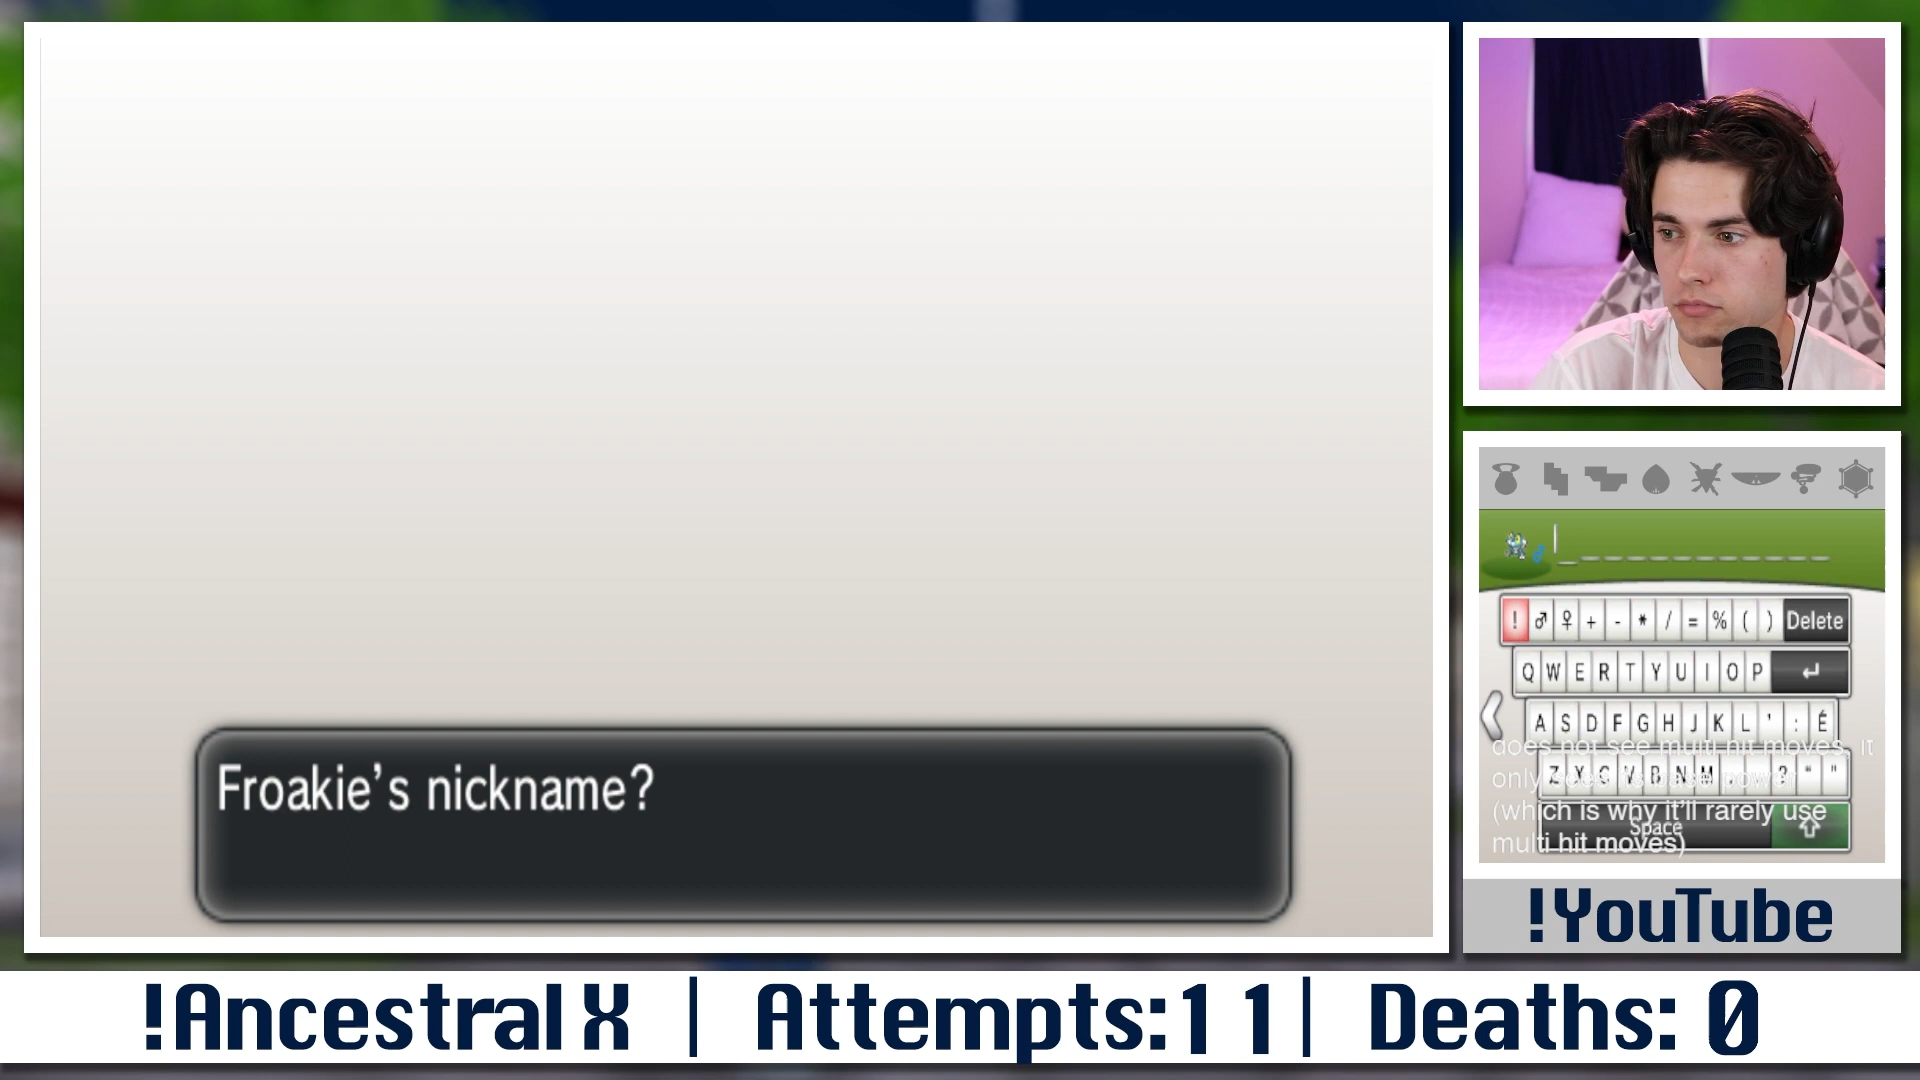 Froakie's nickname?
! ♂ ♀ + - * / = % ( ) Delete
Q W E R T Y U I O P ↵
A S D F G H J K L ' : É
does not see multi hit moves, it
Z X C V B N M
only
(which is why it'll rarely use
Space
multi hit moves)
!YouTube
!Ancestral X | Attempts:11| Deaths: 0